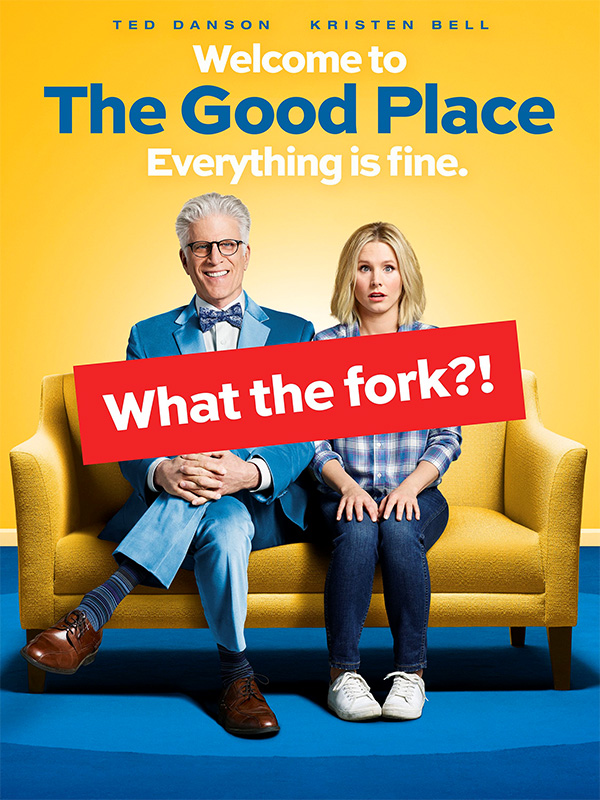 TED DANSON KRISTEN BELL
Welcome to
The Good Place
Everything is fine.
What the fork?!